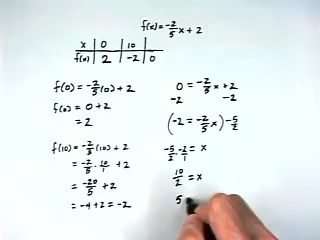 f(x) = -2/5 x + 2
x | 0 | 10 |
f(x) | 2 | -2 | 0
f(0) = -2/5 (0) + 2
f(0) = 0 + 2
= 2
f(10) = -2/5 (10) + 2
= -2/5 · 10/1 + 2
= -20/5 + 2
= -4 + 2 = -2
0 = -2/5 x + 2
-2 -2
(-2 = -2/5 x) -5/2
-5/2 · -2/1 = x
10/2 = x
5